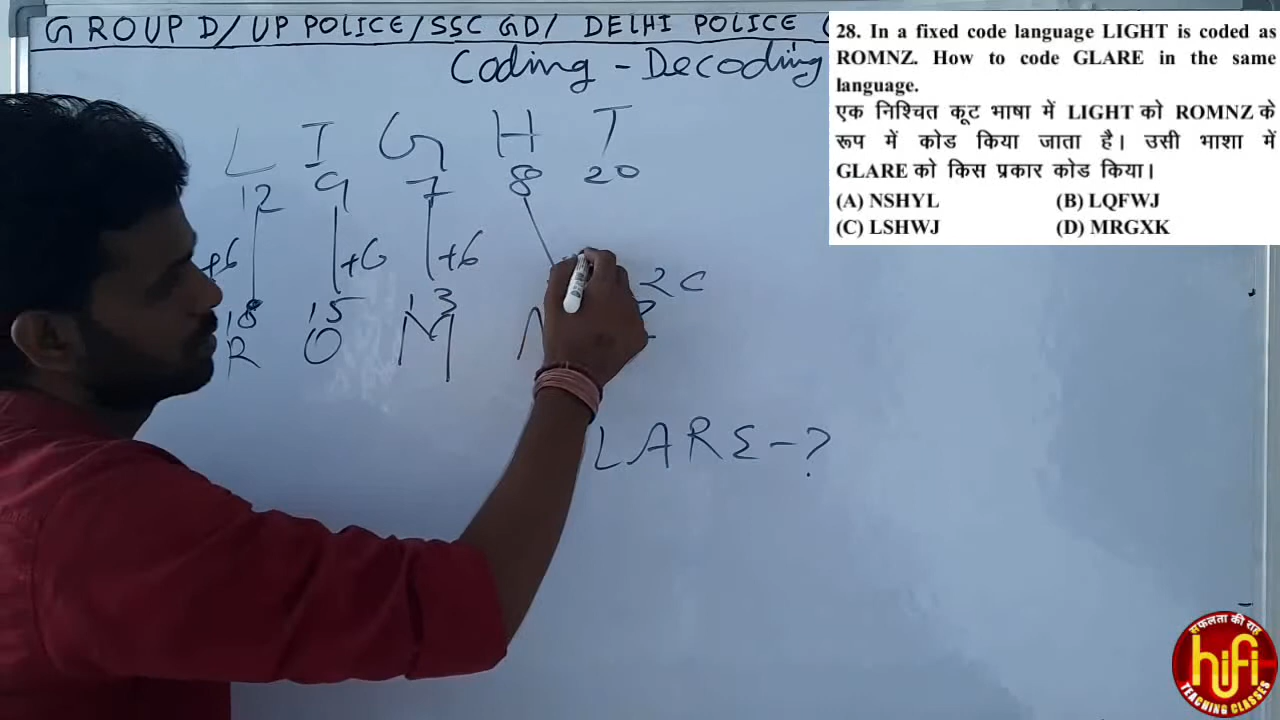 GROUP D/ UP POLICE/SSC GD/ DELHI POLICE (
Coding - Decoding
28. In a fixed code language LIGHT is coded as
ROMNZ. How to code GLARE in the same
language.
एक निश्चित कूट भाषा में LIGHT को ROMNZ के
रूप में कोड किया जाता है। उसी भाशा में
GLARE को किस प्रकार कोड किया।
(A) NSHYL (B) LQFWJ
(C) LSHWJ (D) MRGXK
L I G H T
12 9 7 8 20
+6 +6 +6
18 15 13
R O M N
LARE - ?
सफलता की राह
hiFi
TEACHING CLASSES